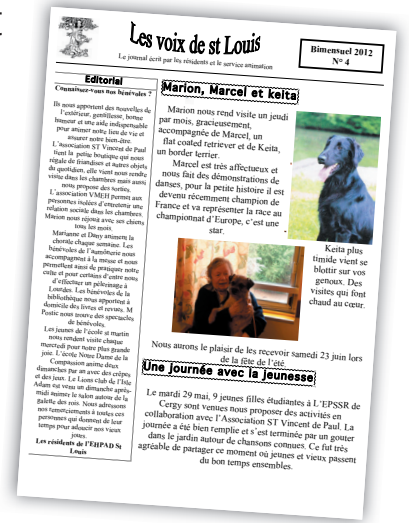 Les voix de st Louis
Le journal écrit par les résidents et le service animation
Bimensuel 2012
N° 4
Editorial
Connaissez-vous nos bénévoles ?
Ils nous apportent des nouvelles de
l'extérieur, gentillesse, bonne
humeur et une aide indispensable
pour animer notre lieu de vie et
assurer notre bien-être.
L'association ST Vincent de Paul
tient la petite boutique qui nous
régale de friandises et autres objets
du quotidien, elle vient nous rendre
visite dans les chambres mais aussi
nous propose des sorties.
L'association VMEH permet aux
personnes isolées d'entretenir une
relation sociale dans les chambres.
Marion nous réjouit avec ses chiens
tous les mois.
Marianne et Dany animent la
chorale chaque semaine. Les
bénévoles de l'aumônerie nous
accompagnent à la messe et nous
permettent ainsi de pratiquer notre
culte et pour certains d'entre nous
d'effectuer un pèlerinage à
Lourdes. Les bénévoles de la
bibliothèque nous apportent à
domicile des livres et revues. M
Postic nous trouve des spectacles
de bénévoles.
Les jeunes de l'école st martin
nous rendent visite chaque
mercredi pour notre plus grande
joie. L'école Notre Dame de la
Compassion anime deux
dimanches par an avec des crêpes
et des jeux. Le Lions club de l'Isle
Adam est venu un dimanche après-
midi animer le salon autour de la
galette des rois. Nous adressons
nos remerciements à toutes ces
personnes qui donnent de leur
temps pour adoucir nos vieux
jours.
Les résidents de l'EHPAD St
Louis
Marion, Marcel et keita
Marion nous rend visite un jeudi
par mois, gracieusement,
accompagnée de Marcel, un
flat coated retriever et de Keita,
un border terrier.
Marcel est très affectueux et
nous fait des démonstrations de
danses, pour la petite histoire il est
devenu récemment champion de
France et va représenter la race au
championnat d'Europe, c'est une
star.
Keita plus
timide vient se
blottir sur vos
genoux. Des
visites qui font
chaud au cœur.
Nous aurons le plaisir de les recevoir samedi 23 juin lors
de la fête de l'été.
Une journée avec la jeunesse
Le mardi 29 mai, 9 jeunes filles étudiantes à L'EPSSR de
Cergy sont venues nous proposer des activités en
collaboration avec l'Association ST Vincent de Paul. La
journée a été bien remplie et s'est terminée par un gouter
dans le jardin autour de chansons connues. Ce fut très
agréable de partager ce moment où jeunes et vieux passent
du bon temps ensembles.